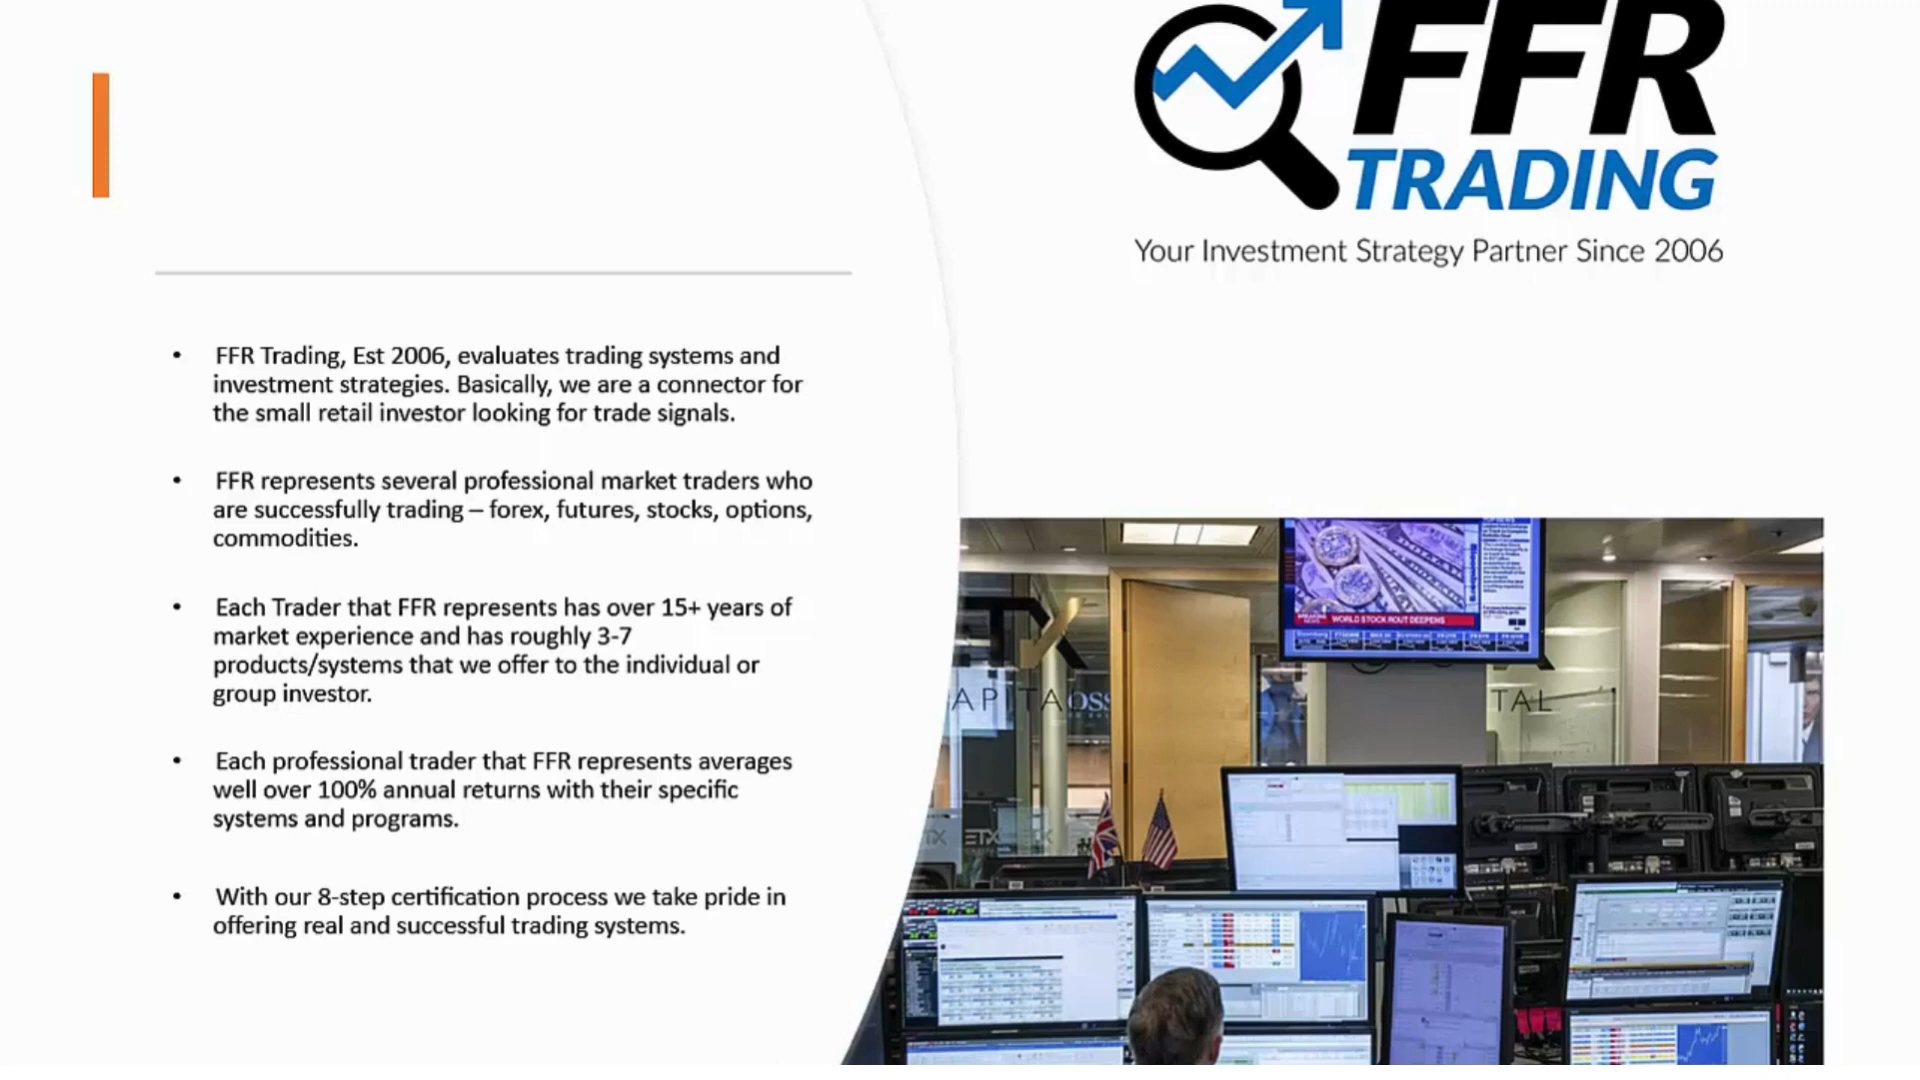 FFR
TRADING
Your Investment Strategy Partner Since 2006
• FFR Trading, Est 2006, evaluates trading systems and
investment strategies. Basically, we are a connector for
the small retail investor looking for trade signals.
• FFR represents several professional market traders who
are successfully trading – forex, futures, stocks, options,
commodities.
• Each Trader that FFR represents has over 15+ years of
market experience and has roughly 3-7
products/systems that we offer to the individual or
group investor.
• Each professional trader that FFR represents averages
well over 100% annual returns with their specific
systems and programs.
• With our 8-step certification process we take pride in
offering real and successful trading systems.
BREAKING NEWS WORLD STOCK ROUT DEEPENS
APITA
TAL
ETX